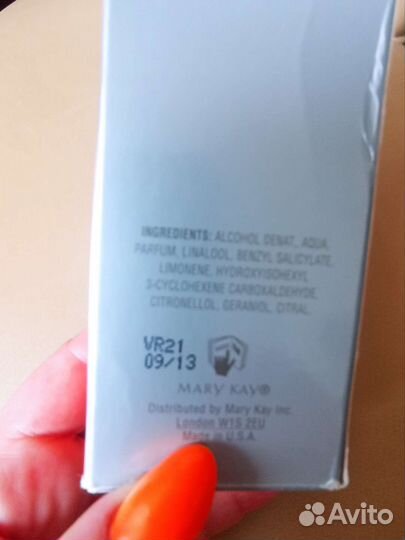 INGREDIENTS: ALCOHOL DENAT., AQUA,
PARFUM, LINALOOL, BENZYL SALICYLATE,
LIMONENE, HYDROXYISOHEXYL
3-CYCLOHEXENE CARBOXALDEHYDE,
CITRONELLOL, GERANIOL, CITRAL.
VR21
09/13
MARY KAY®
Distributed by Mary Kay Inc.
London W1S 2EU
Made in U.S.A.
Avito